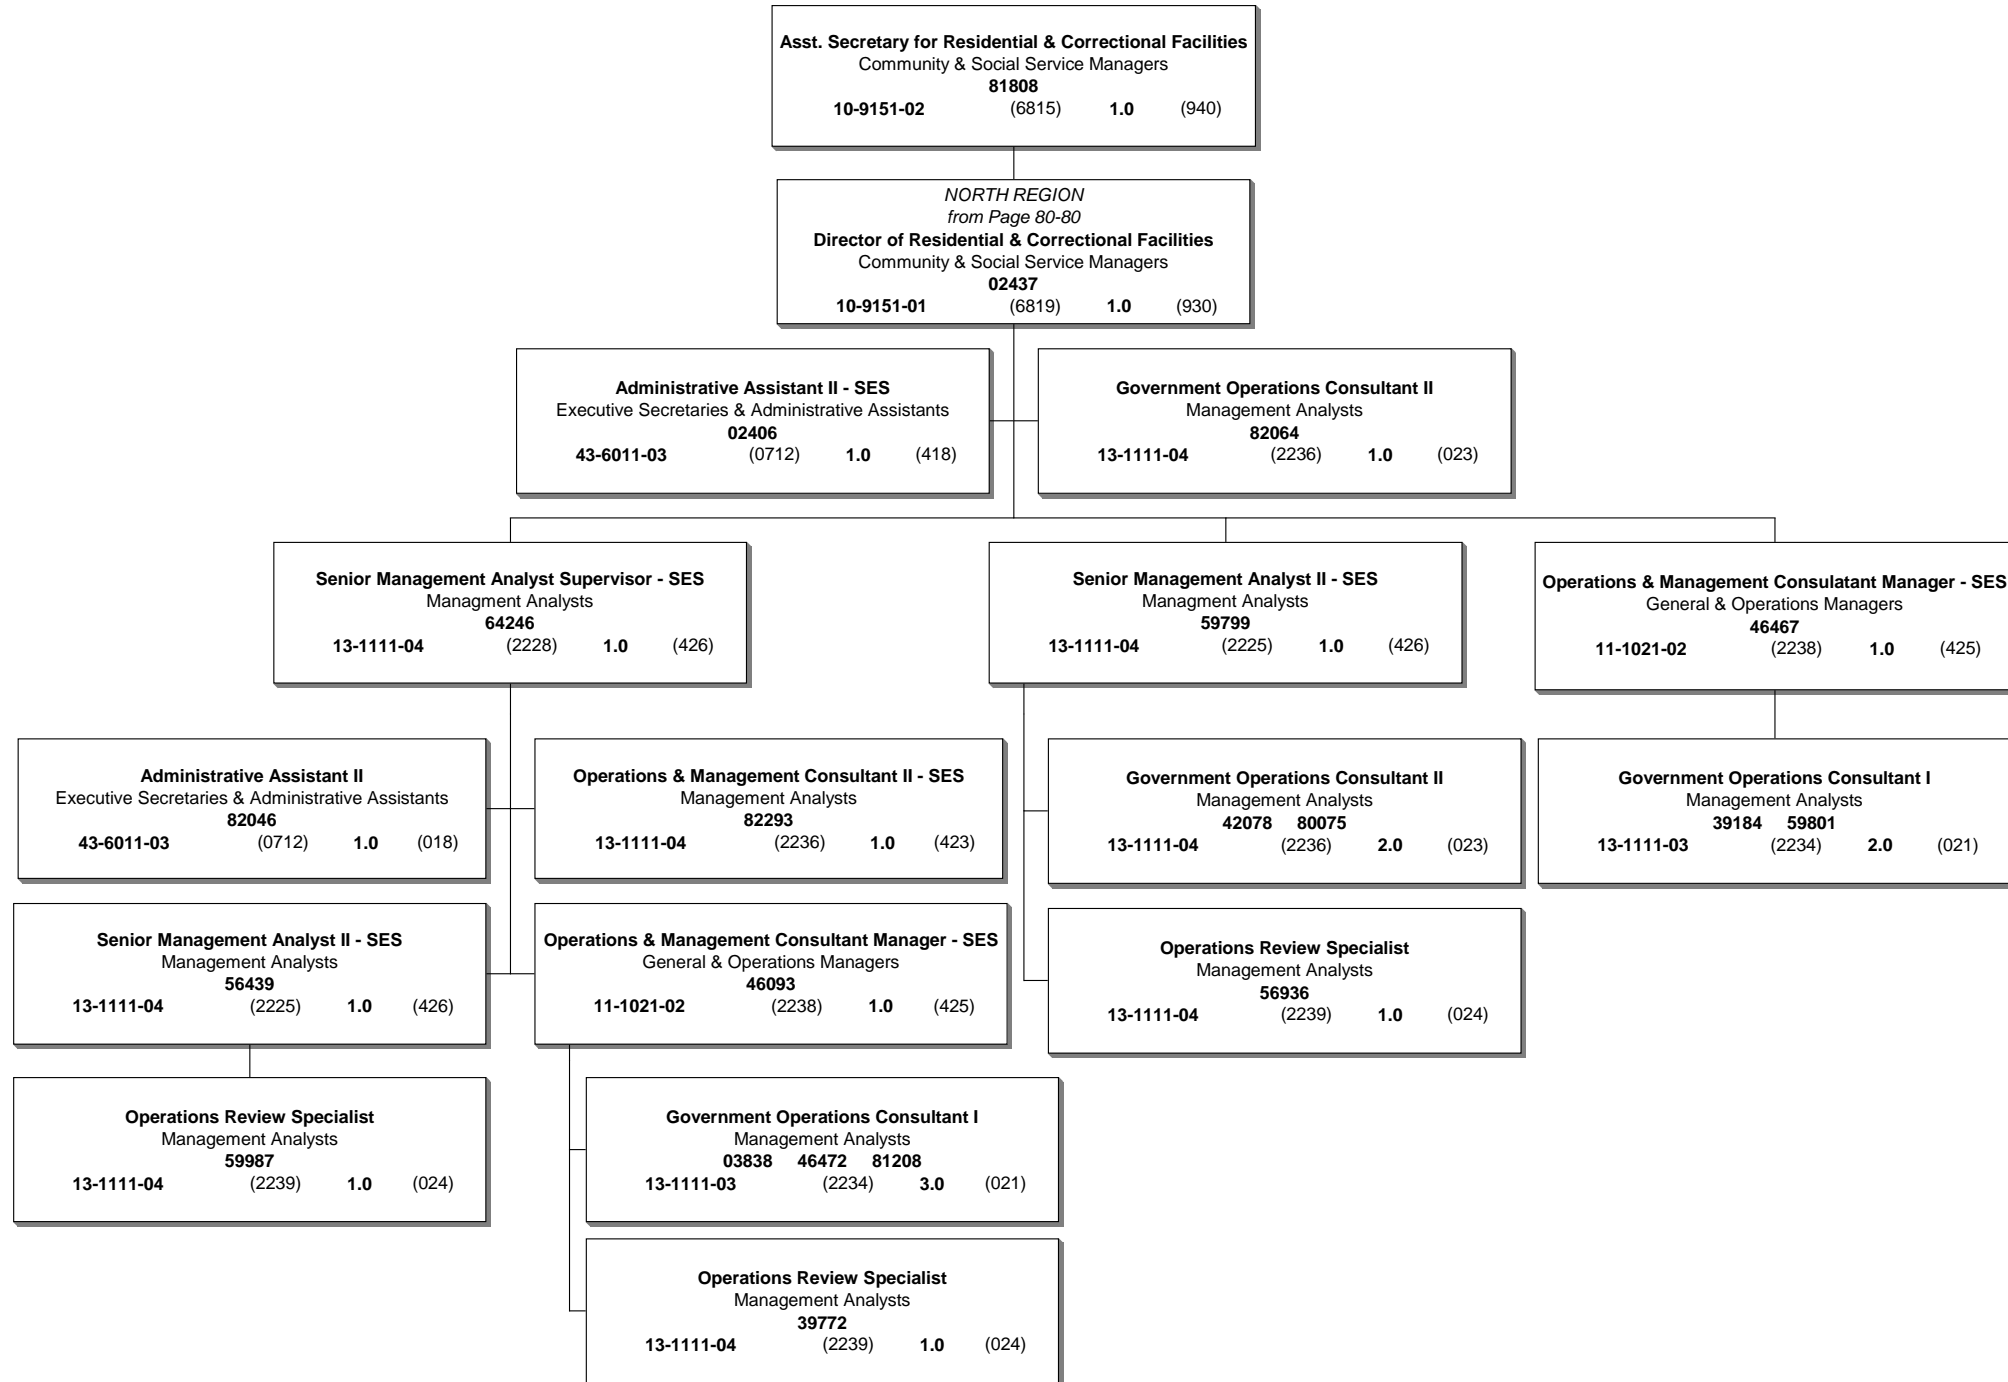 Asst. Secretary for Residential & Correctional Facilities
Community & Social Service Managers
81808
10-9151-02 (6815) 1.0 (940)
NORTH REGION
from Page 80-80
Director of Residential & Correctional Facilities
Community & Social Service Managers
02437
10-9151-01 (6819) 1.0 (930)
Administrative Assistant II - SES
Executive Secretaries & Administrative Assistants
02406
43-6011-03 (0712) 1.0 (418)
Government Operations Consultant II
Management Analysts
82064
13-1111-04 (2236) 1.0 (023)
Senior Management Analyst Supervisor - SES
Managment Analysts
64246
13-1111-04 (2228) 1.0 (426)
Senior Management Analyst II - SES
Managment Analysts
59799
13-1111-04 (2225) 1.0 (426)
Operations & Management Consulatant Manager - SES
General & Operations Managers
46467
11-1021-02 (2238) 1.0 (425)
Administrative Assistant II
Executive Secretaries & Administrative Assistants
82046
43-6011-03 (0712) 1.0 (018)
Operations & Management Consultant II - SES
Management Analysts
82293
13-1111-04 (2236) 1.0 (423)
Government Operations Consultant II
Management Analysts
42078 80075
13-1111-04 (2236) 2.0 (023)
Government Operations Consultant I
Management Analysts
39184 59801
13-1111-03 (2234) 2.0 (021)
Senior Management Analyst II - SES
Management Analysts
56439
13-1111-04 (2225) 1.0 (426)
Operations & Management Consultant Manager - SES
General & Operations Managers
46093
11-1021-02 (2238) 1.0 (425)
Operations Review Specialist
Management Analysts
56936
13-1111-04 (2239) 1.0 (024)
Operations Review Specialist
Management Analysts
59987
13-1111-04 (2239) 1.0 (024)
Government Operations Consultant I
Management Analysts
03838 46472 81208
13-1111-03 (2234) 3.0 (021)
Operations Review Specialist
Management Analysts
39772
13-1111-04 (2239) 1.0 (024)